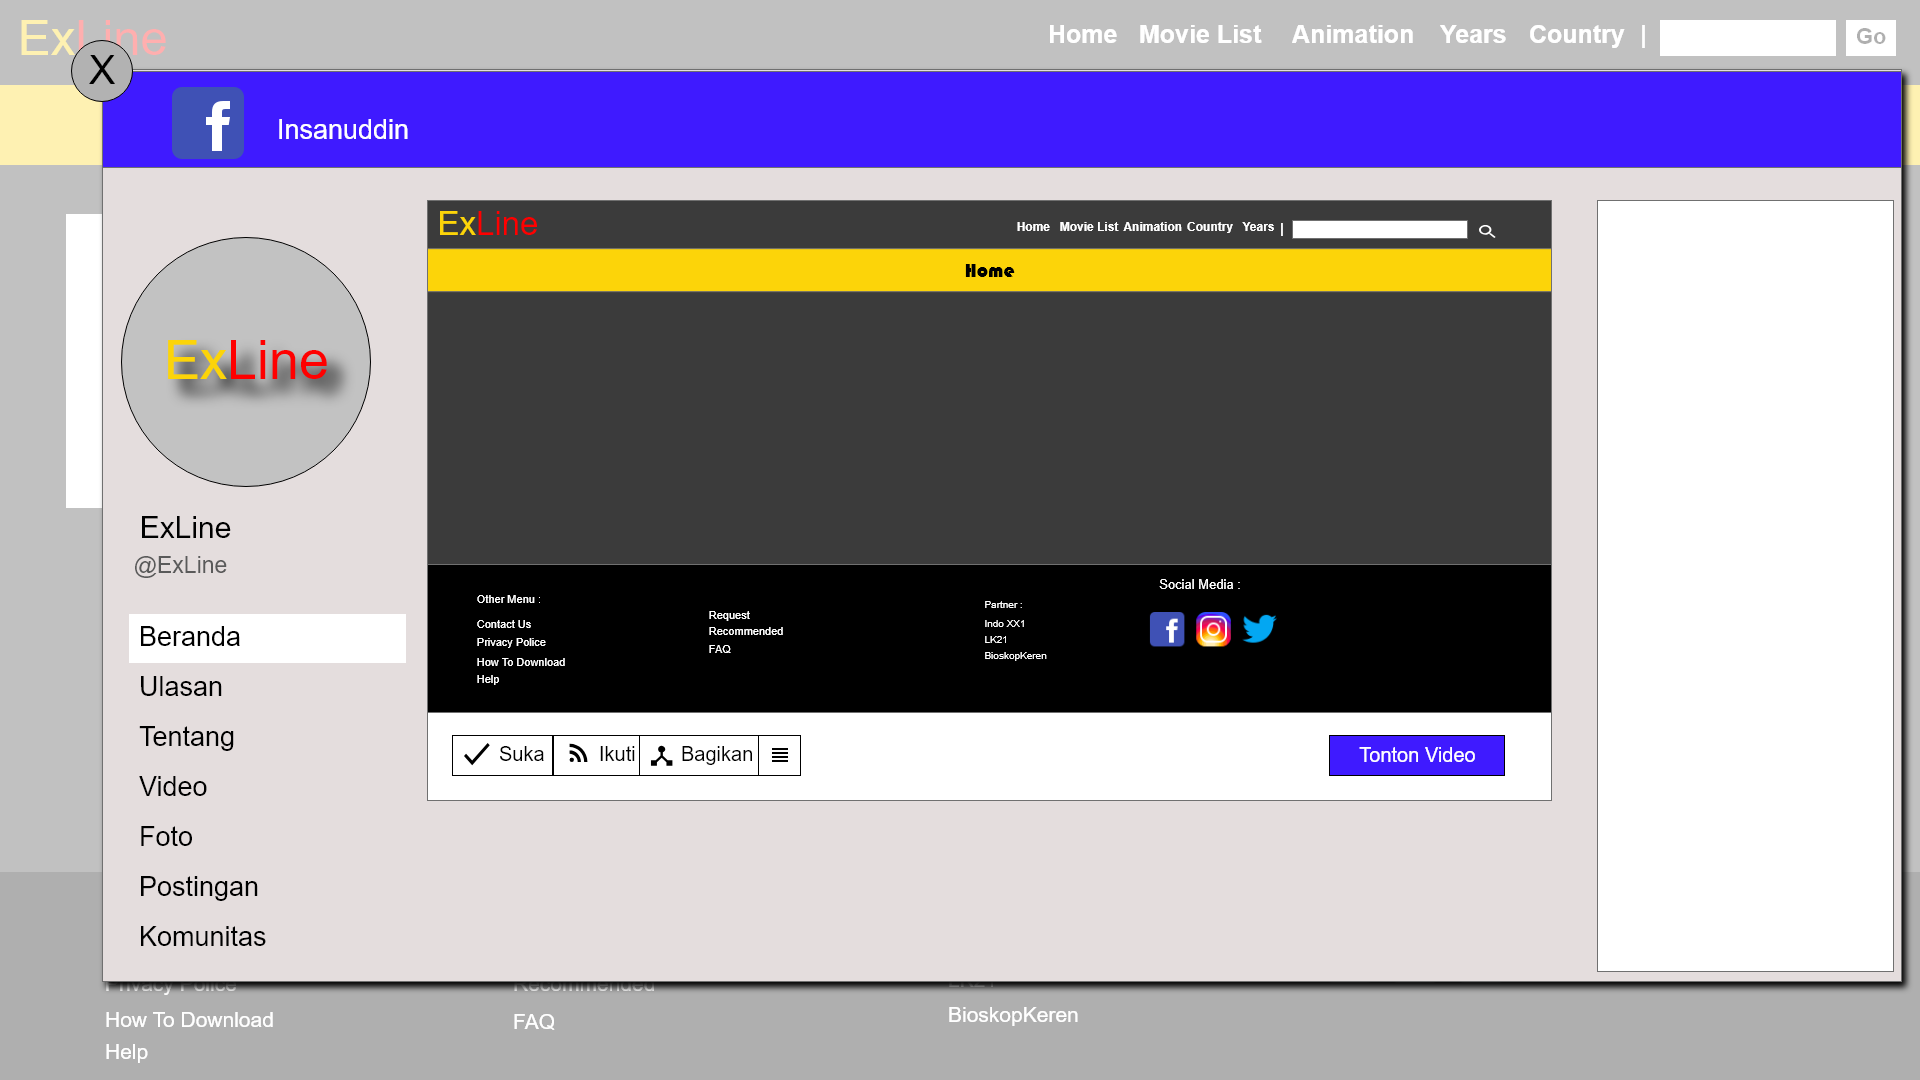 ExLine
Home Movie List Animation Years Country | Go
X
Insanuddin
ExLine
Home Movie List Animation Country Years |
Home
ExLine
ExLine
@ExLine
Beranda
Ulasan
Tentang
Video
Foto
Postingan
Komunitas
Other Menu :
Contact Us
Privacy Police
How To Download
Help
Request
Recommended
FAQ
Partner :
Indo XX1
LK21
BioskopKeren
Social Media :
Suka Ikuti Bagikan
Tonton Video
Privacy Police
How To Download
Help
Recommended
FAQ
LK21
BioskopKeren